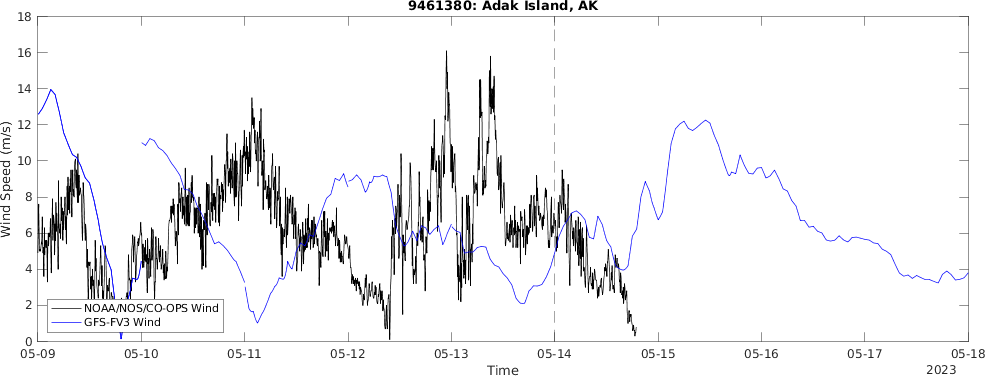 9461380: Adak Island, AK
Wind Speed (m/s)
18
16
14
12
10
8
6
4
2
0
NOAA/NOS/CO-OPS Wind
GFS-FV3 Wind
05-09 05-10 05-11 05-12 05-13 05-14 05-15 05-16 05-17 05-18
Time
2023